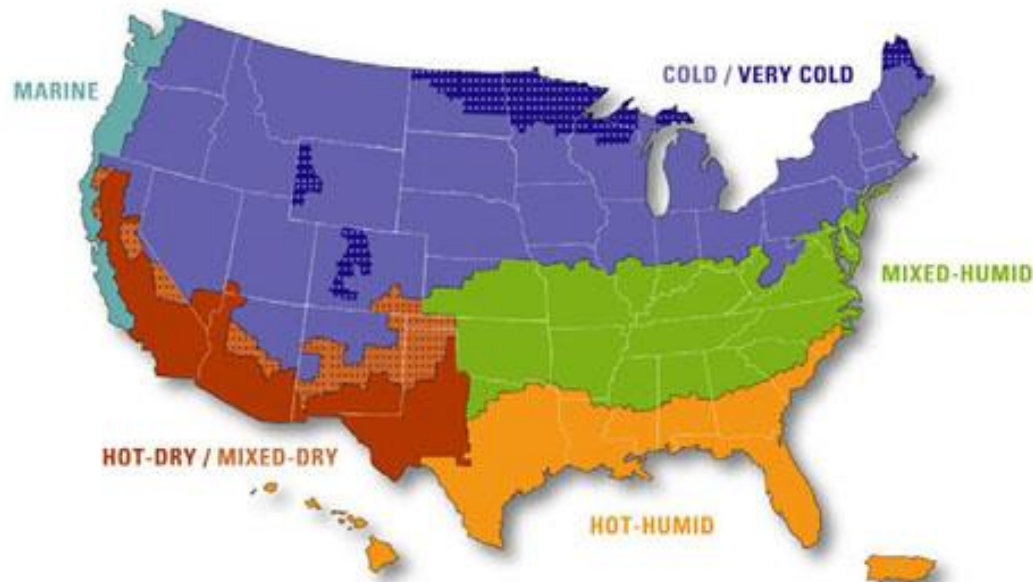 COLD / VERY COLD
MARINE
MIXED-HUMID
HOT-DRY / MIXED-DRY
HOT-HUMID